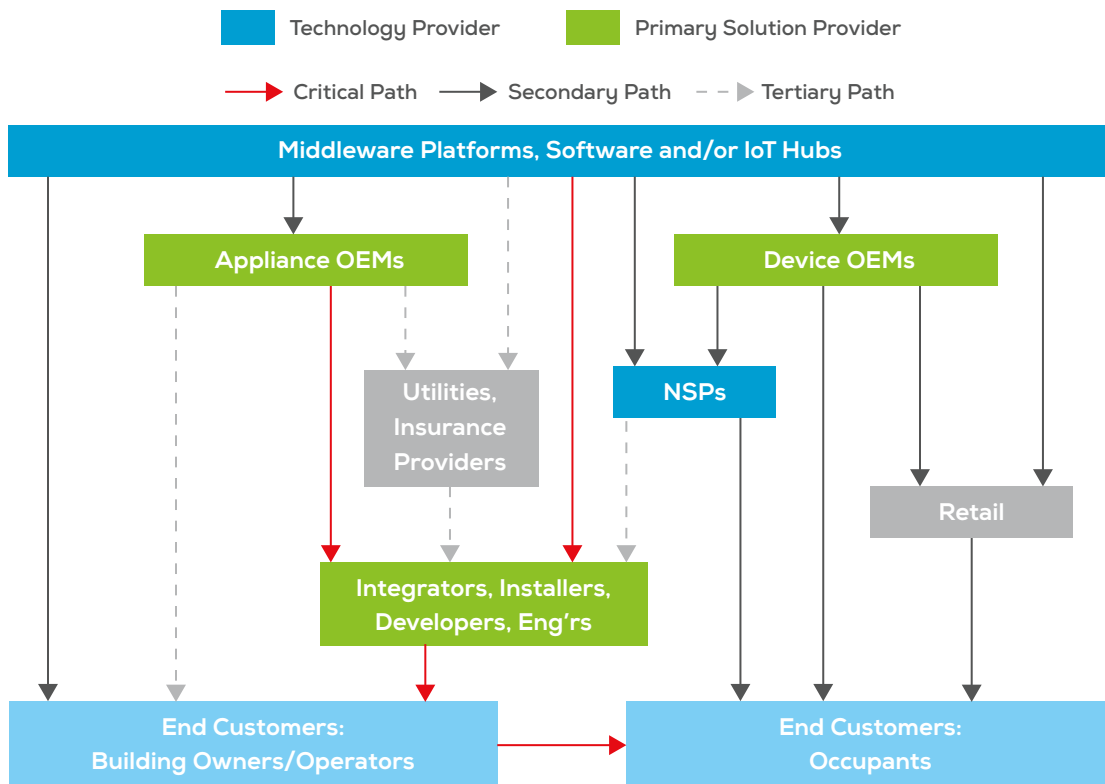 Technology Provider
Primary Solution Provider
Critical Path
Secondary Path
Tertiary Path
Middleware Platforms, Software and/or IoT Hubs
Appliance OEMs
Device OEMs
Utilities,
Insurance
Providers
NSPs
Retail
Integrators, Installers,
Developers, Eng’rs
End Customers:
Building Owners/Operators
End Customers:
Occupants